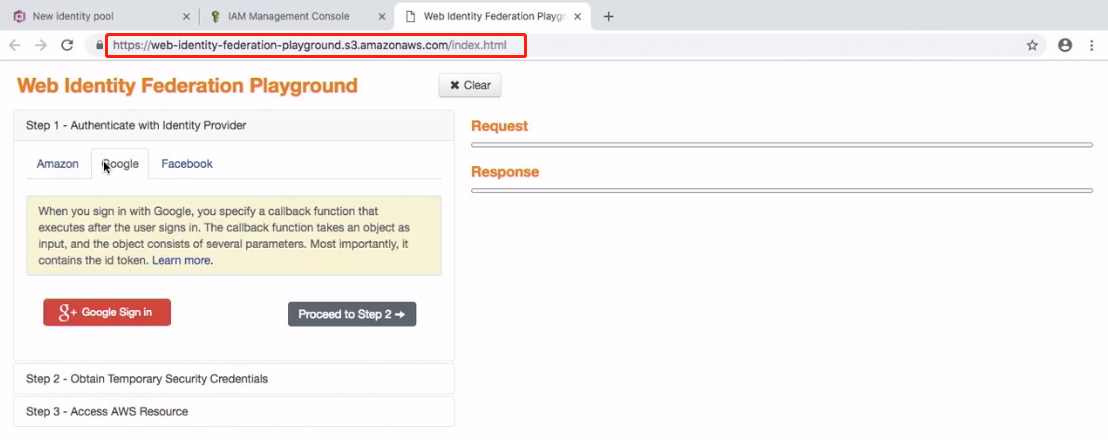 New identity pool
IAM Management Console
Web Identity Federation Playg
https://web-identity-federation-playground.s3.amazonaws.com/index.html
Web Identity Federation Playground
Clear
Step 1 - Authenticate with Identity Provider
Amazon
Google
Facebook
When you sign in with Google, you specify a callback function that
executes after the user signs in. The callback function takes an object as
input, and the object consists of several parameters. Most importantly, it
contains the id token. Learn more.
g+ Google Sign in
Proceed to Step 2
Step 2 - Obtain Temporary Security Credentials
Step 3 - Access AWS Resource
Request
Response